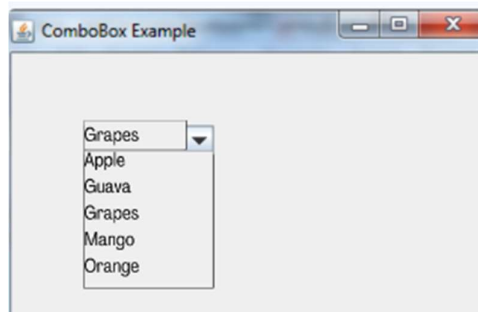 ComboBox Example
Grapes
Apple
Guava
Grapes
Mango
Orange